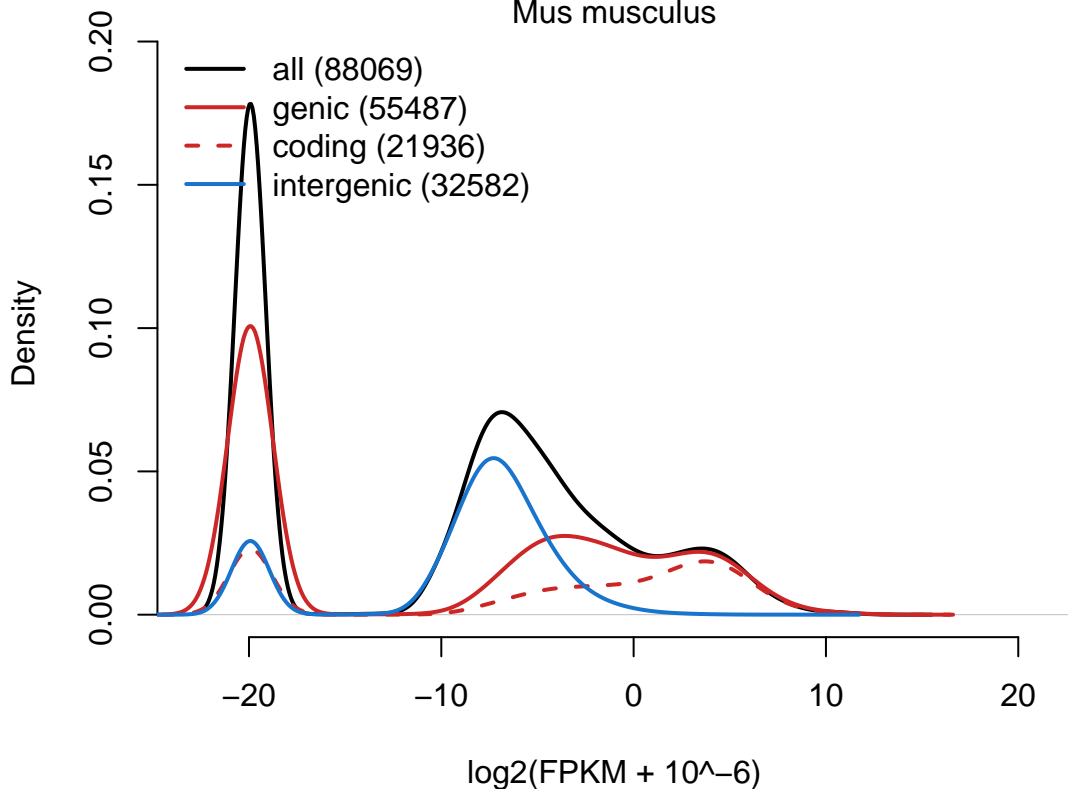 Mus musculus
all (88069)
genic (55487)
coding (21936)
intergenic (32582)
Density
0.20
0.15
0.10
0.05
0.00
−20 −10 0 10 20
log2(FPKM + 10^−6)